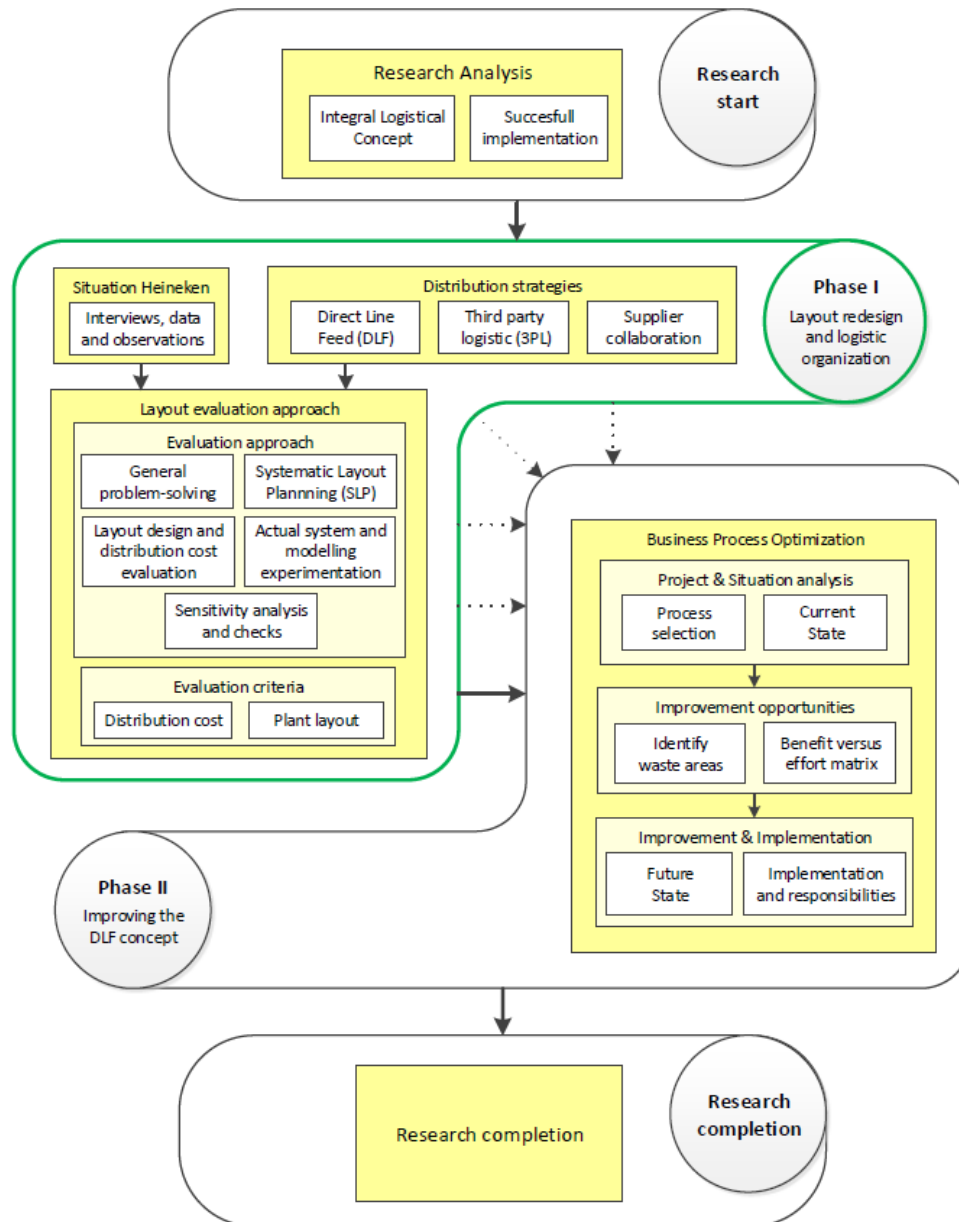 Research Analysis
Integral Logistical
Concept
Succesfull
implementation
Research
start
Situation Heineken
Interviews, data
and observations
Distribution strategies
Direct Line
Feed (DLF)
Third party
logistic (3PL)
Supplier
collaboration
Phase I
Layout redesign
and logistic
organization
Layout evaluation approach
Evaluation approach
General
problem-solving
Systematic Layout
Plannning (SLP)
Layout design and
distribution cost
evaluation
Actual system and
modelling
experimentation
Sensitivity analysis
and checks
Evaluation criteria
Distribution cost
Plant layout
Business Process Optimization
Project & Situation analysis
Process
selection
Current
State
Improvement opportunities
Identify
waste areas
Benefit versus
effort matrix
Improvement & Implementation
Future
State
Implementation
and responsibilities
Phase II
Improving the
DLF concept
Research completion
Research
completion